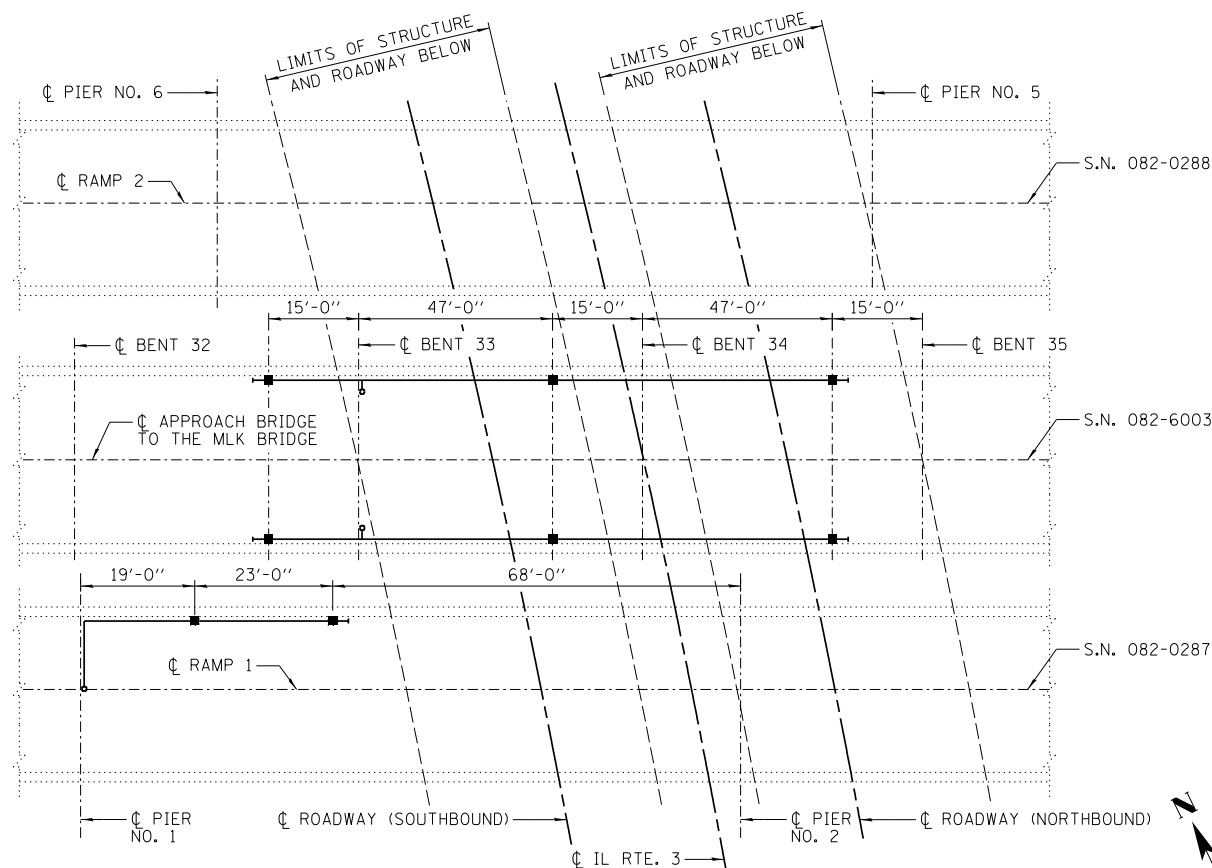 LIMITS OF STRUCTURE
AND ROADWAY BELOW
LIMITS OF STRUCTURE
AND ROADWAY BELOW
℄ PIER NO. 6
℄ PIER NO. 5
℄ RAMP 2
S.N. 082-0288
15'-0''
47'-0''
15'-0''
47'-0''
15'-0''
℄ BENT 32
℄ BENT 33
℄ BENT 34
℄ BENT 35
℄ APPROACH BRIDGE
TO THE MLK BRIDGE
S.N. 082-6003
19'-0''
23'-0''
68'-0''
℄ RAMP 1
S.N. 082-0287
℄ PIER
NO. 1
℄ ROADWAY (SOUTHBOUND)
℄ PIER
NO. 2
℄ ROADWAY (NORTHBOUND)
℄ IL RTE. 3
N